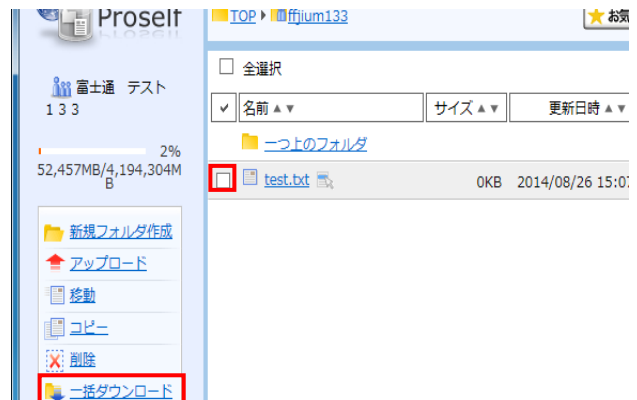 Proself
富士通 テスト
133
2%
52,457MB/4,194,304M
B
新規フォルダ作成
アップロード
移動
コピー
削除
一括ダウンロード
TOP ffjium133
お気
全選択
名前▲▼ サイズ▲▼ 更新日時▲▼
一つ上のフォルダ
test.txt 0KB 2014/08/26 15:07